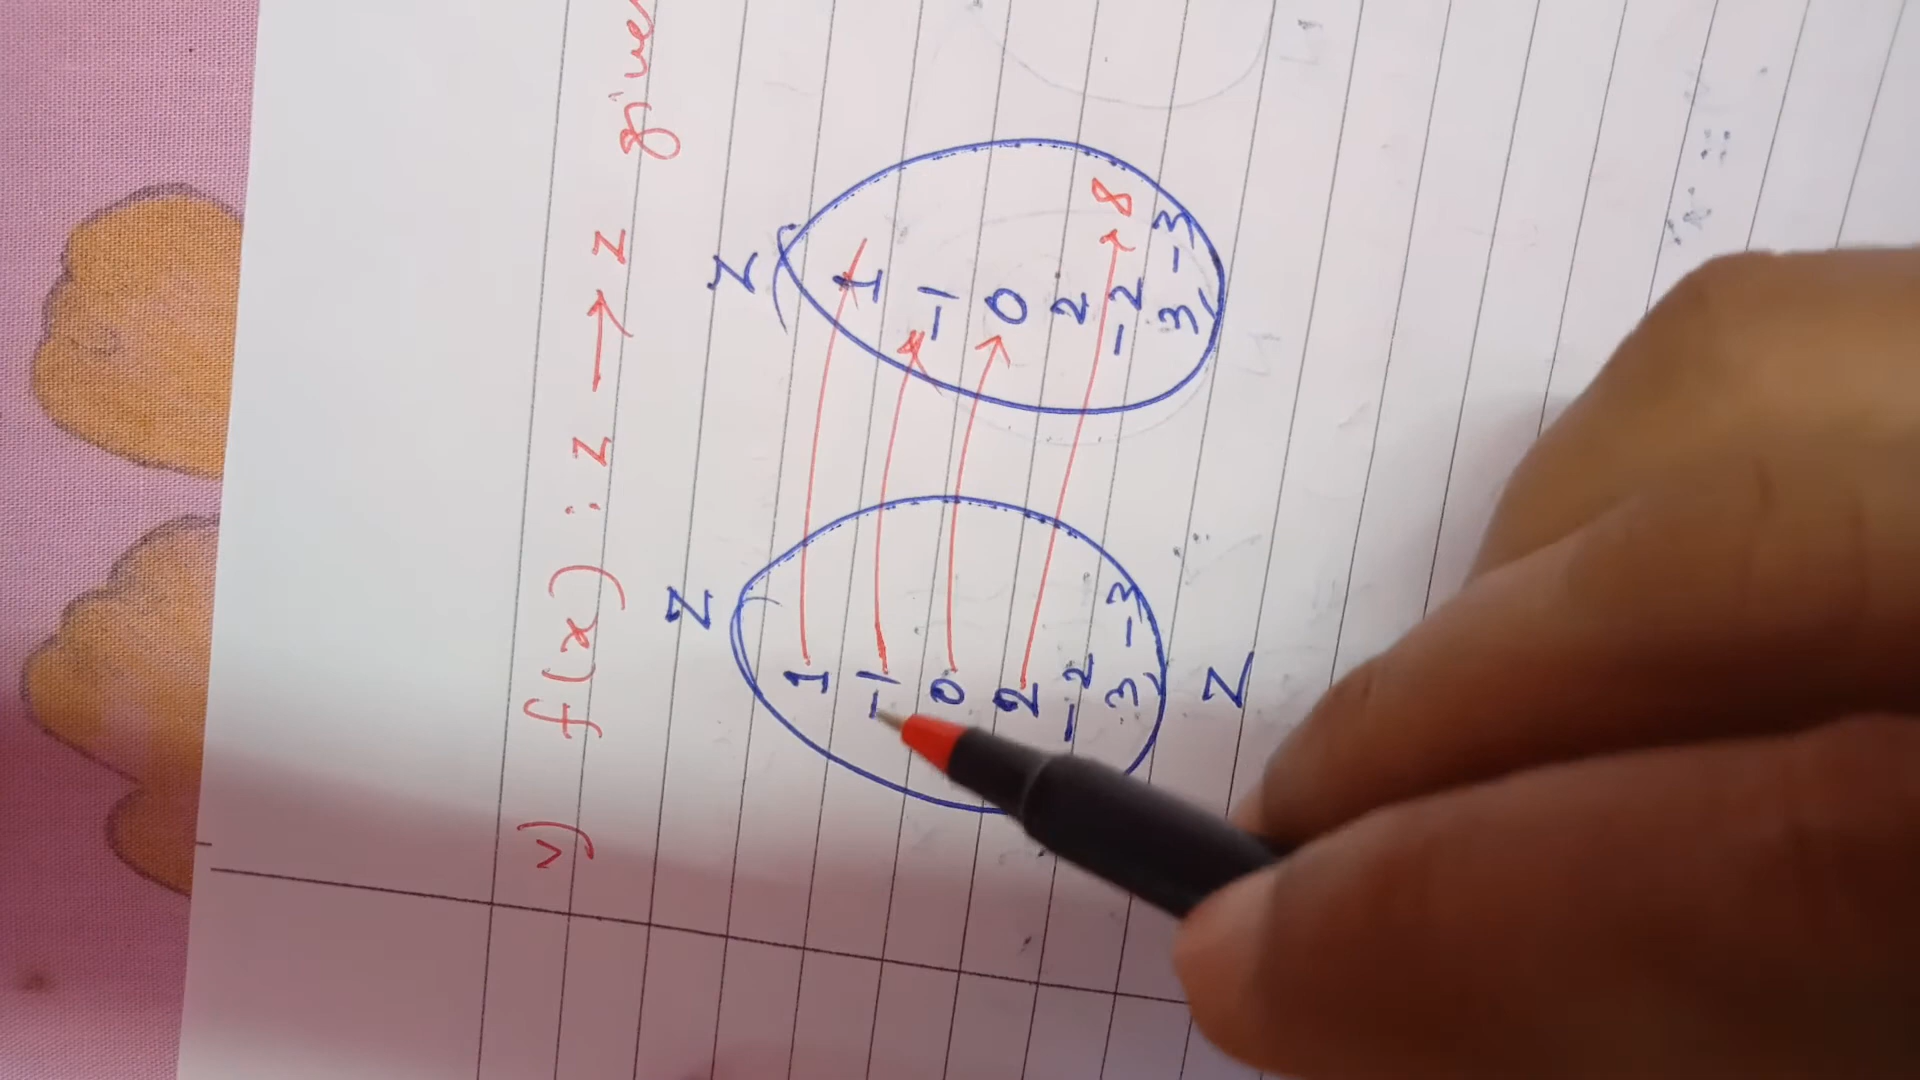 v) f(x) : Z → Z give
Z Z
1 1
-1 -1
0 0
2 2
-2 -2 8
3, -3 3, -3
Z